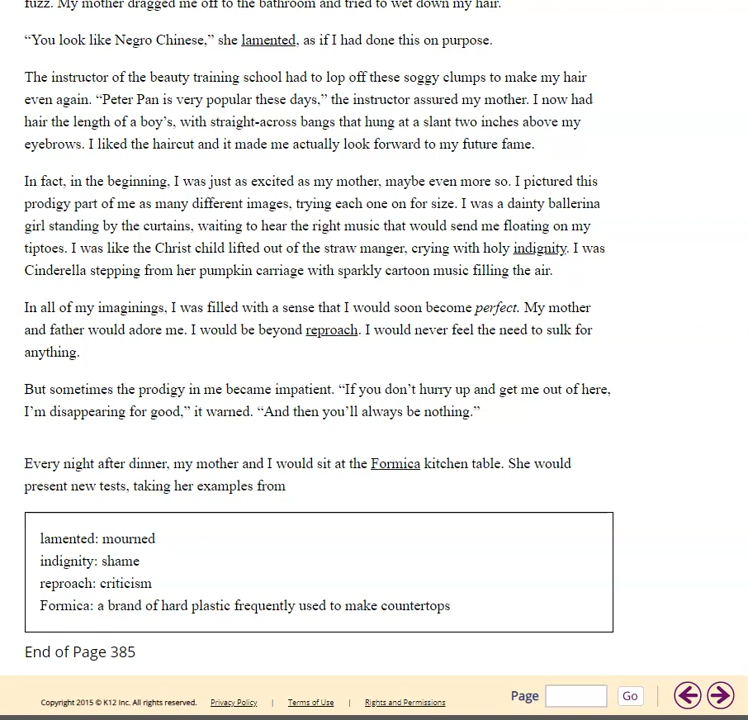 fuzz. My mother dragged me off to the bathroom and tried to wet down my hair.
“You look like Negro Chinese,” she lamented, as if I had done this on purpose.
The instructor of the beauty training school had to lop off these soggy clumps to make my hair
even again. “Peter Pan is very popular these days,” the instructor assured my mother. I now had
hair the length of a boy’s, with straight-across bangs that hung at a slant two inches above my
eyebrows. I liked the haircut and it made me actually look forward to my future fame.
In fact, in the beginning, I was just as excited as my mother, maybe even more so. I pictured this
prodigy part of me as many different images, trying each one on for size. I was a dainty ballerina
girl standing by the curtains, waiting to hear the right music that would send me floating on my
tiptoes. I was like the Christ child lifted out of the straw manger, crying with holy indignity. I was
Cinderella stepping from her pumpkin carriage with sparkly cartoon music filling the air.
In all of my imaginings, I was filled with a sense that I would soon become perfect. My mother
and father would adore me. I would be beyond reproach. I would never feel the need to sulk for
anything.
But sometimes the prodigy in me became impatient. “If you don’t hurry up and get me out of here,
I’m disappearing for good,” it warned. “And then you’ll always be nothing.”
Every night after dinner, my mother and I would sit at the Formica kitchen table. She would
present new tests, taking her examples from
lamented: mourned
indignity: shame
reproach: criticism
Formica: a brand of hard plastic frequently used to make countertops
End of Page 385
Copyright 2015 © K12 Inc. All rights reserved. Privacy Policy | Terms of Use | Rights and Permissions Page Go